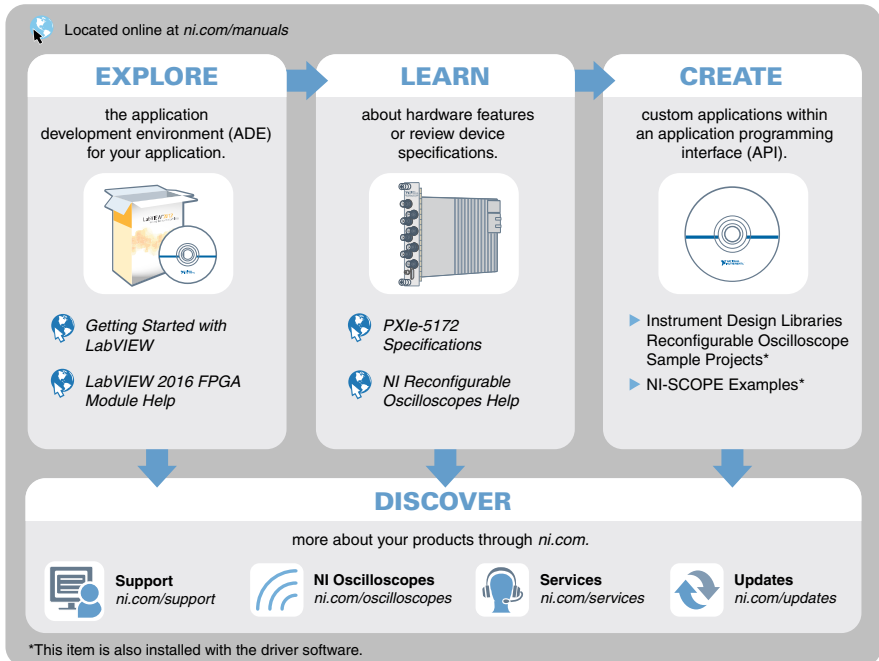 Located online at ni.com/manuals
EXPLORE
the application
development environment (ADE)
for your application.
LabVIEW
Getting Started with
LabVIEW
LabVIEW 2016 FPGA
Module Help
LEARN
about hardware features
or review device
specifications.
PXIe-5172
Specifications
NI Reconfigurable
Oscilloscopes Help
CREATE
custom applications within
an application programming
interface (API).
Instrument Design Libraries
Reconfigurable Oscilloscope
Sample Projects*
NI-SCOPE Examples*
DISCOVER
more about your products through ni.com.
Support
ni.com/support
NI Oscilloscopes
ni.com/oscilloscopes
Services
ni.com/services
Updates
ni.com/updates
*This item is also installed with the driver software.